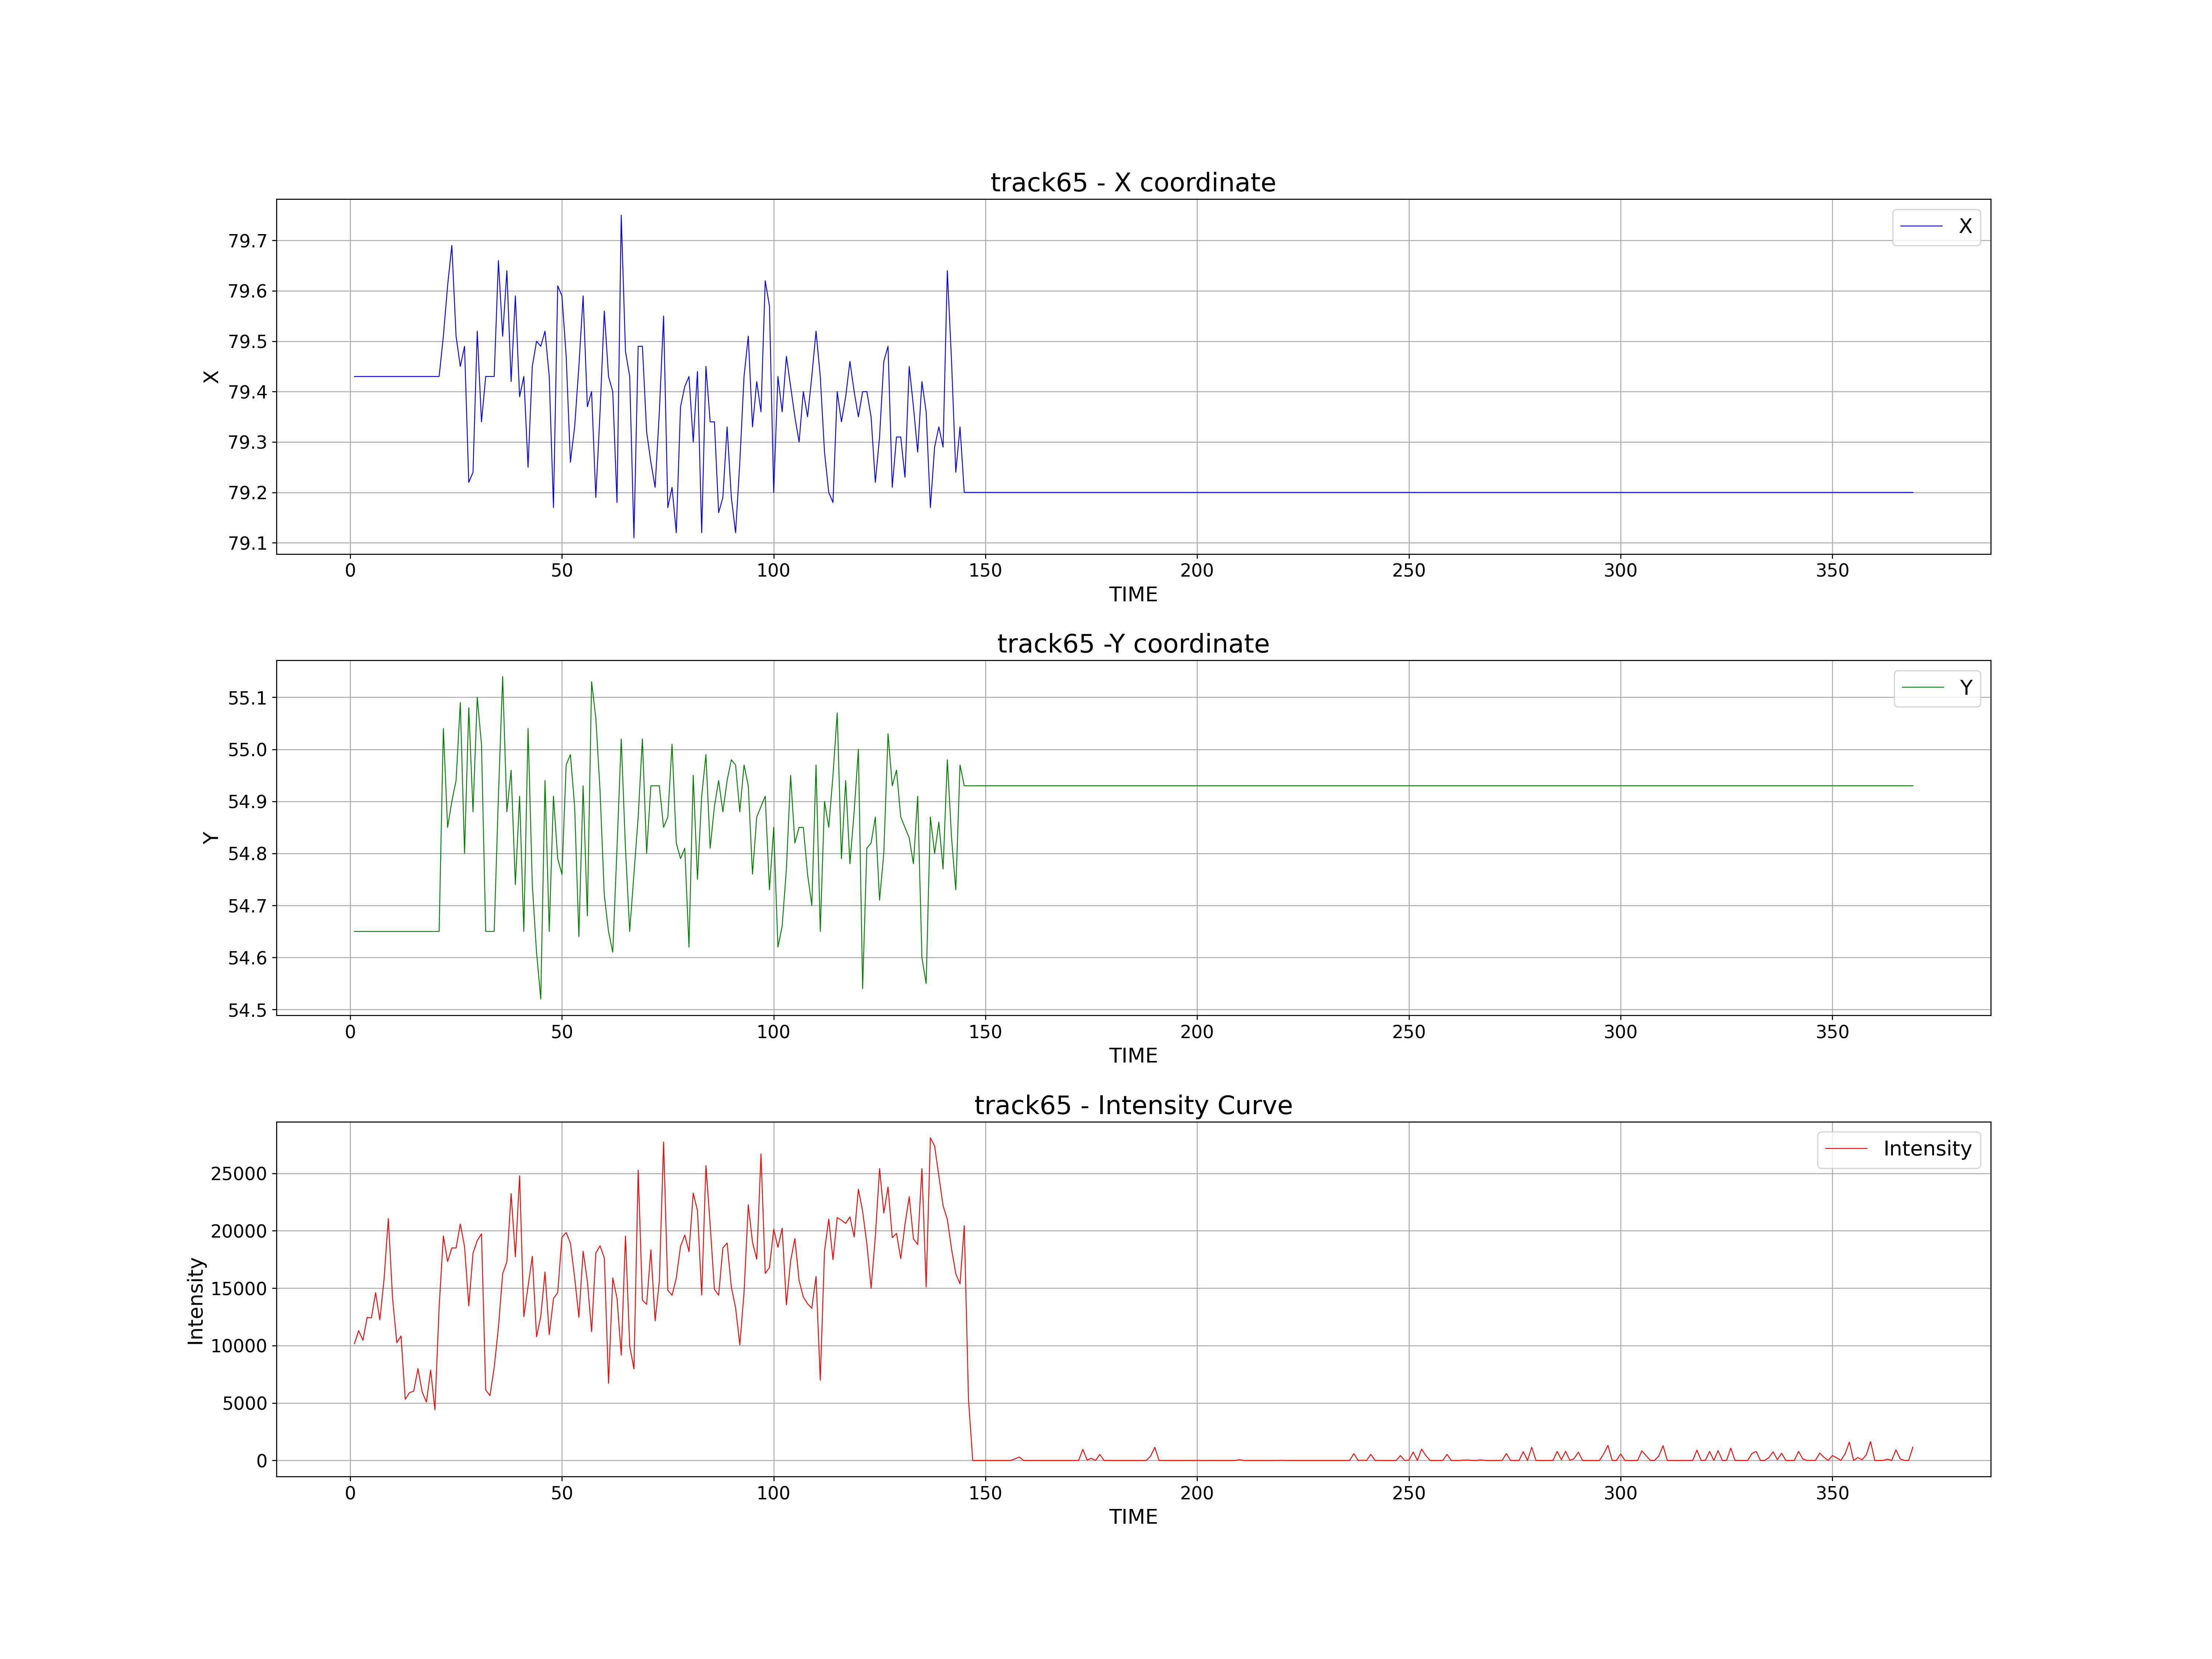 track65 - X coordinate
X
79.7
79.6
79.5
79.4
79.3
79.2
79.1
X
0 50 100 150 200 250 300 350
TIME
track65 -Y coordinate
Y
55.1
55.0
54.9
54.8
54.7
54.6
54.5
Y
0 50 100 150 200 250 300 350
TIME
track65 - Intensity Curve
Intensity
25000
20000
15000
10000
5000
0
Intensity
0 50 100 150 200 250 300 350
TIME